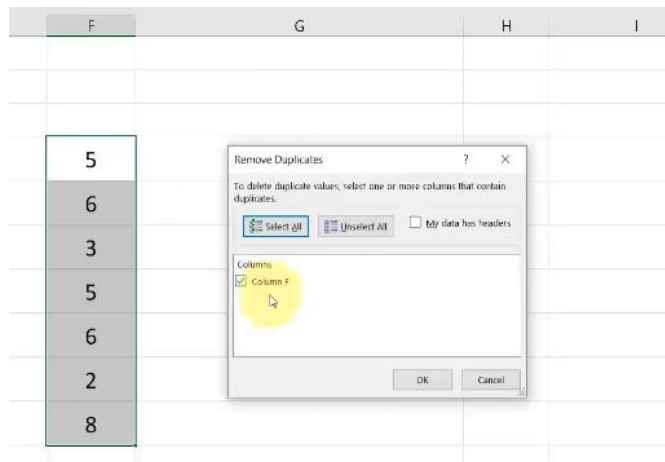 F G H I
5
6
3
5
6
2
8
Remove Duplicates ? ×
To delete duplicate values, select one or more columns that contain
duplicates.
Select All Unselect All My data has headers
Columns
Column F
OK Cancel